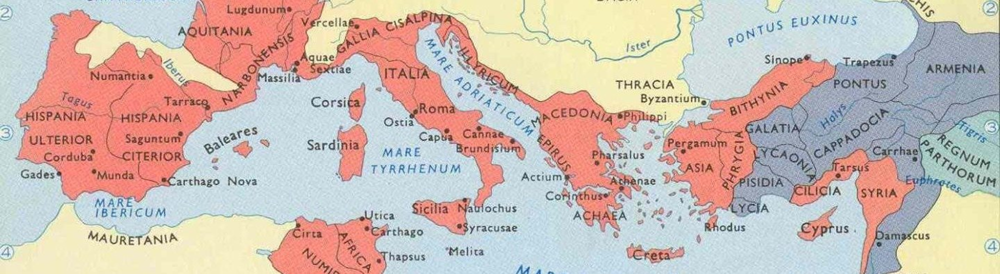 2
Lugdunum
Vercellae
AQUITANIA
GALLIA CISALPINA
NARBONENSIS
Aquae
Sextiae
Massilia
Iberus
Numantia
Tagus
Tarraco
HISPANIA
ULTERIOR
HISPANIA
CITERIOR
Saguntum
Corduba
Gades
Munda
Carthago Nova
Baleares
MARE
IBERICUM
MAURETANIA
3
4
ITALIA
Corsica
Sardinia
Roma
Ostia
Capua
Cannae
Brundisium
MARE
TYRRHENUM
MARE ADRIATICUM
ILLYRICUM
Sicilia
Naulochus
Syracusae
Utica
Carthago
Cirta
AFRICA
Thapsus
Melita
Ister
THRACIA
Byzantium
MACEDONIA
Philippi
EPIRUS
Pharsalus
Actium
Athenae
Corinthus
ACHAEA
Creta
PONTUS EUXINUS
2
Sinope
Trapezus
ARMENIA
PONTUS
BITHYNIA
GALATIA
Halys
CAPPADOCIA
Pergamum
ASIA
PHRYGIA
LYCAONIA
PISIDIA
LYCIA
Rhodus
Tarsus
CILICIA
Cyprus
SYRIA
Carrhae
Euphrates
Tigris
REGNUM
PARTHORUM
Damascus
3
4